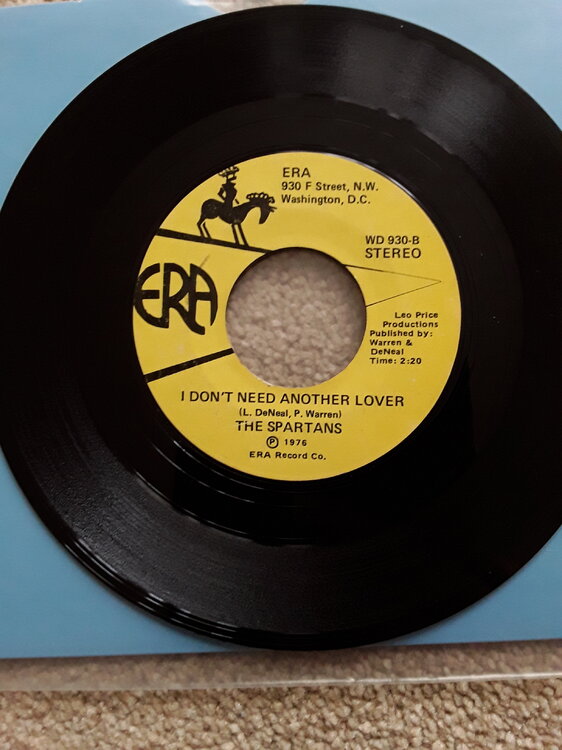 ERA
930 F Street, N.W.
Washington, D.C.
WD 930-B
STEREO
ERA
Leo Price
Productions
Published by:
Warren &
DeNeal
Time: 2:20
I DON'T NEED ANOTHER LOVER
(L. DeNeal, P. Warren)
THE SPARTANS
Ⓟ 1976
ERA Record Co.